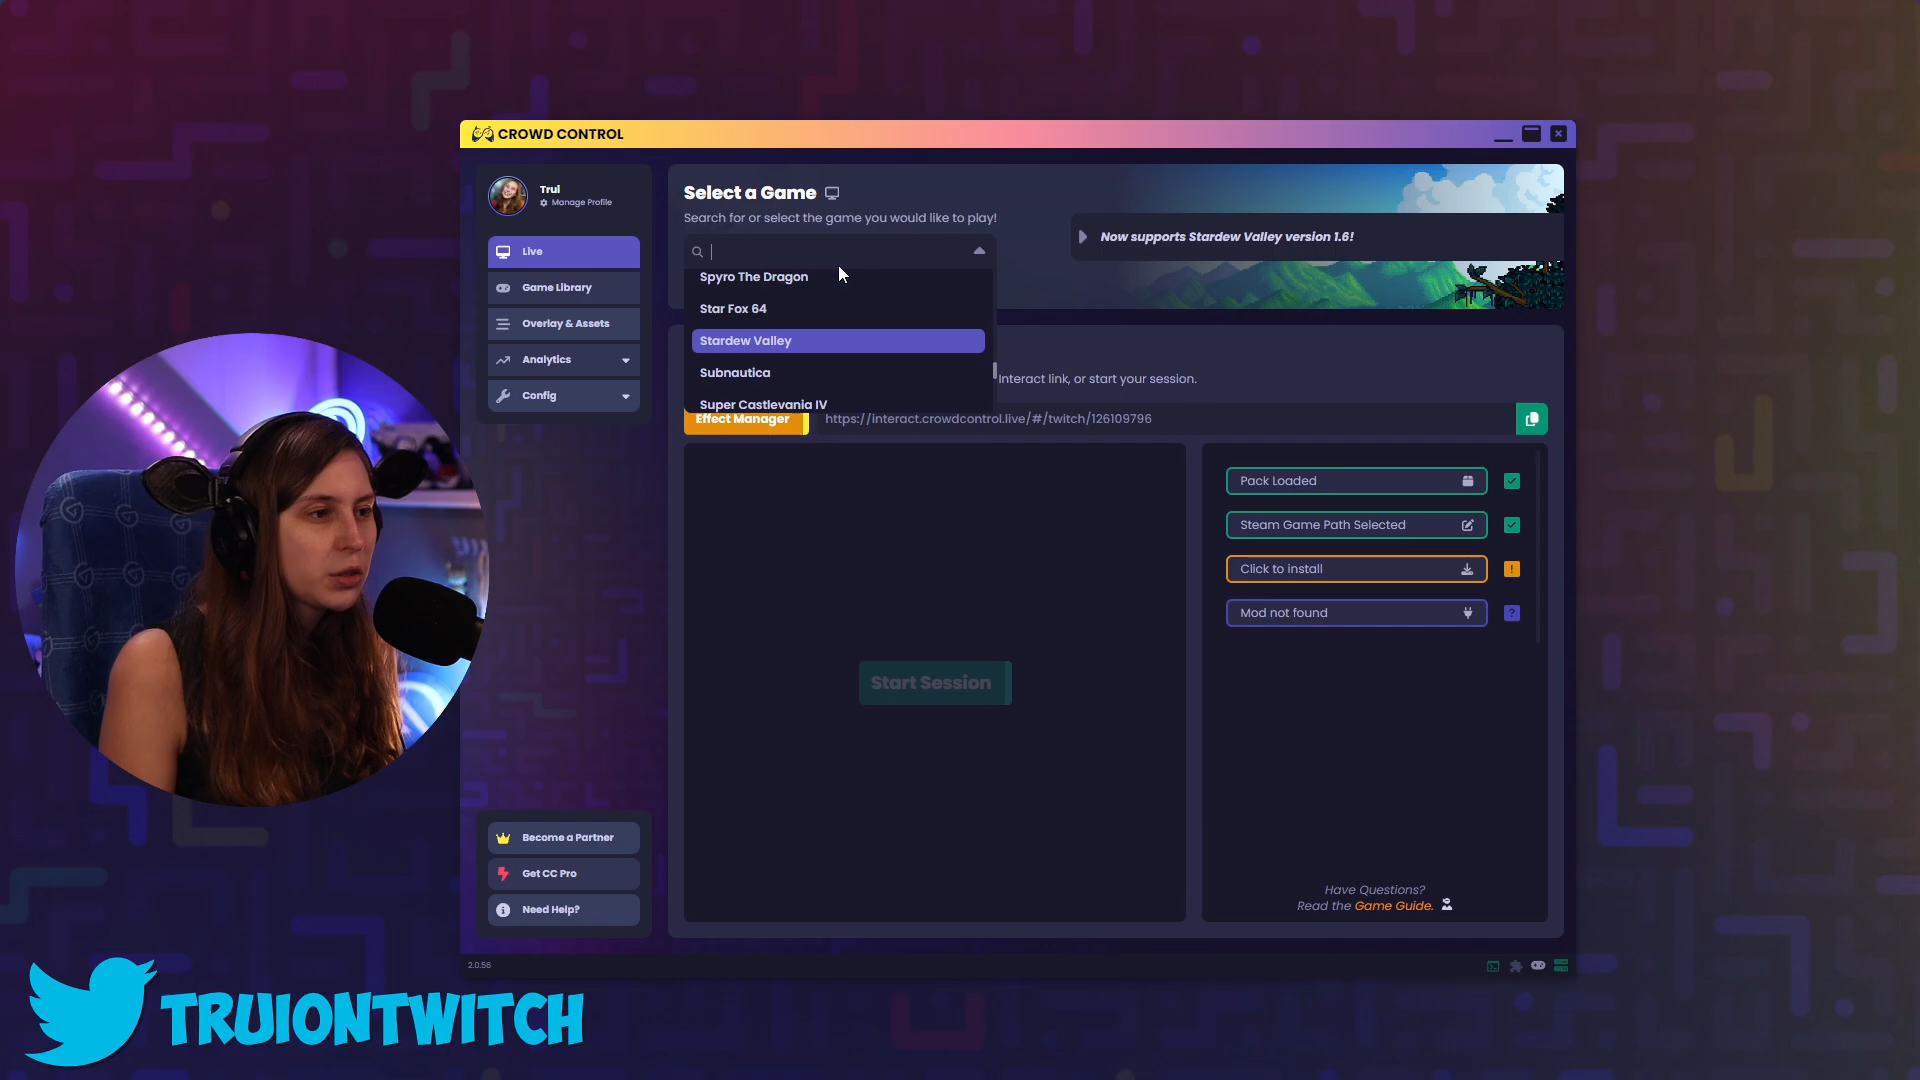 CROWD CONTROL
Trul
Manage Profile
Live
Game Library
Overlay & Assets
Analytics
Config
Select a Game
Search for or select the game you would like to play!
Now supports Stardew Valley version 1.6!
Spyro The Dragon
Star Fox 64
Stardew Valley
Subnautica
Super Castlevania IV
Interact link, or start your session.
Effect Manager
https://interact.crowdcontrol.live/#/twitch/126109796
Pack Loaded
Steam Game Path Selected
Click to install
Mod not found
Start Session
Have Questions?
Read the Game Guide.
Become a Partner
Get CC Pro
Need Help?
2.0.56
TRUIONTWITCH